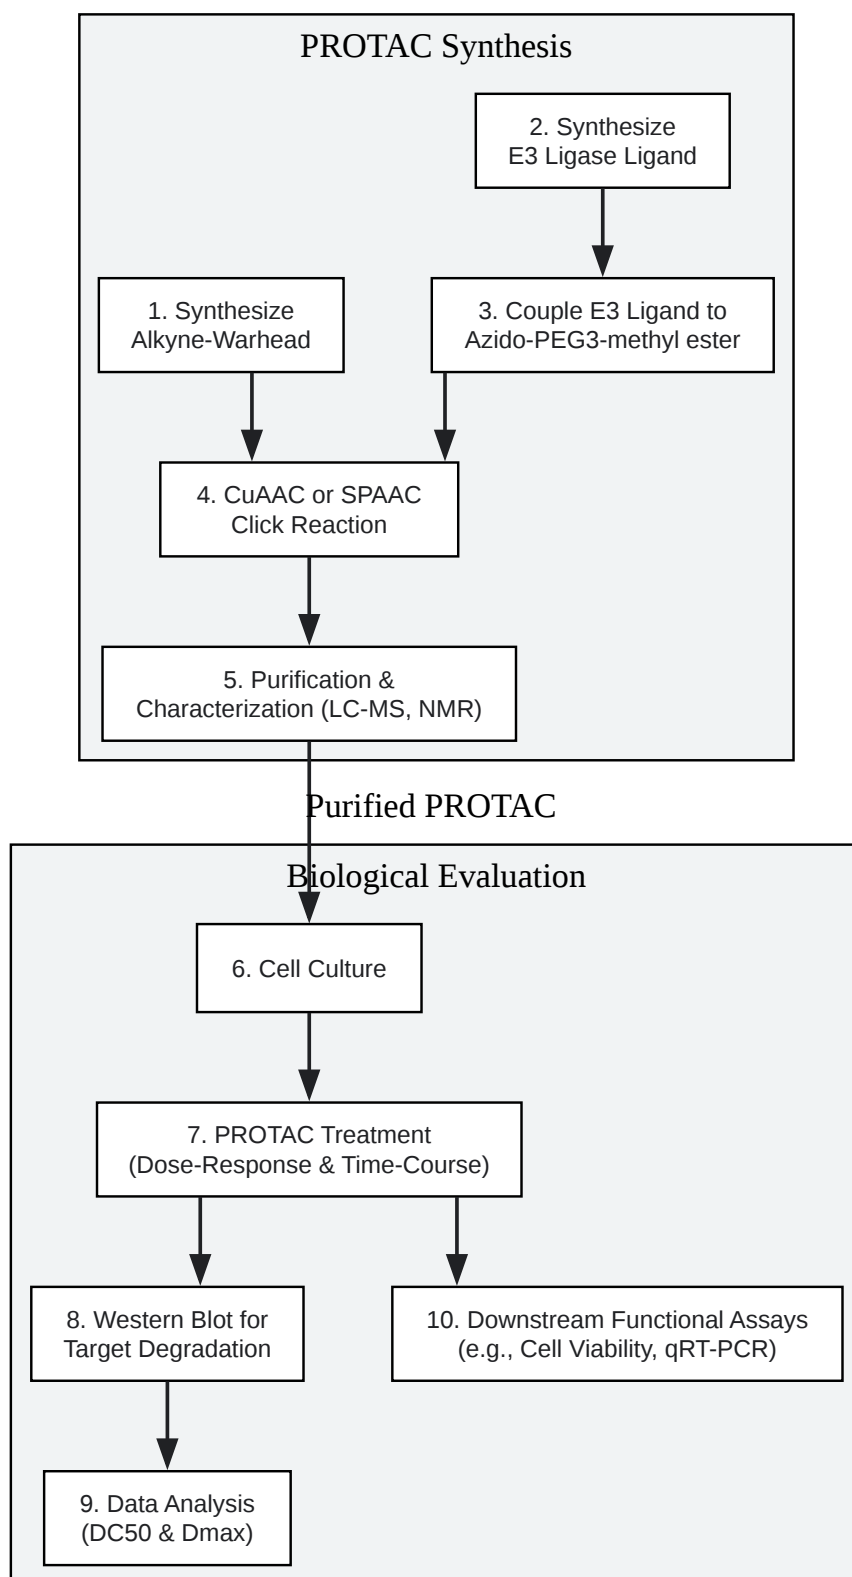 PROTAC Synthesis
2. Synthesize
E3 Ligase Ligand
1. Synthesize
Alkyne-Warhead
3. Couple E3 Ligand to
Azido-PEG3-methyl ester
4. CuAAC or SPAAC
Click Reaction
5. Purification &
Characterization (LC-MS, NMR)
Purified PROTAC
Biological Evaluation
6. Cell Culture
7. PROTAC Treatment
(Dose-Response & Time-Course)
8. Western Blot for
Target Degradation
10. Downstream Functional Assays
(e.g., Cell Viability, qRT-PCR)
9. Data Analysis
(DC50 & Dmax)